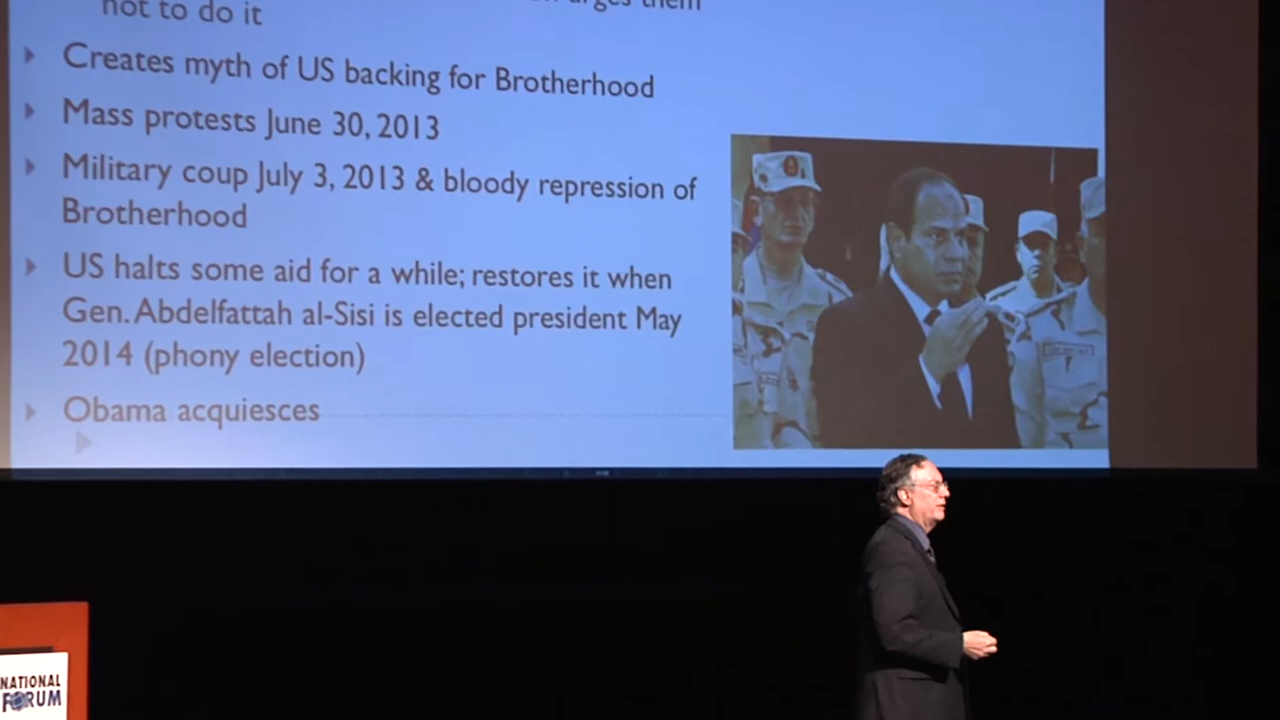 urges them
not to do it
Creates myth of US backing for Brotherhood
Mass protests June 30, 2013
Military coup July 3, 2013 & bloody repression of
Brotherhood
US halts some aid for a while; restores it when
Gen. Abdelfattah al-Sisi is elected president May
2014 (phony election)
Obama acquiesces
NATIONAL
FORUM